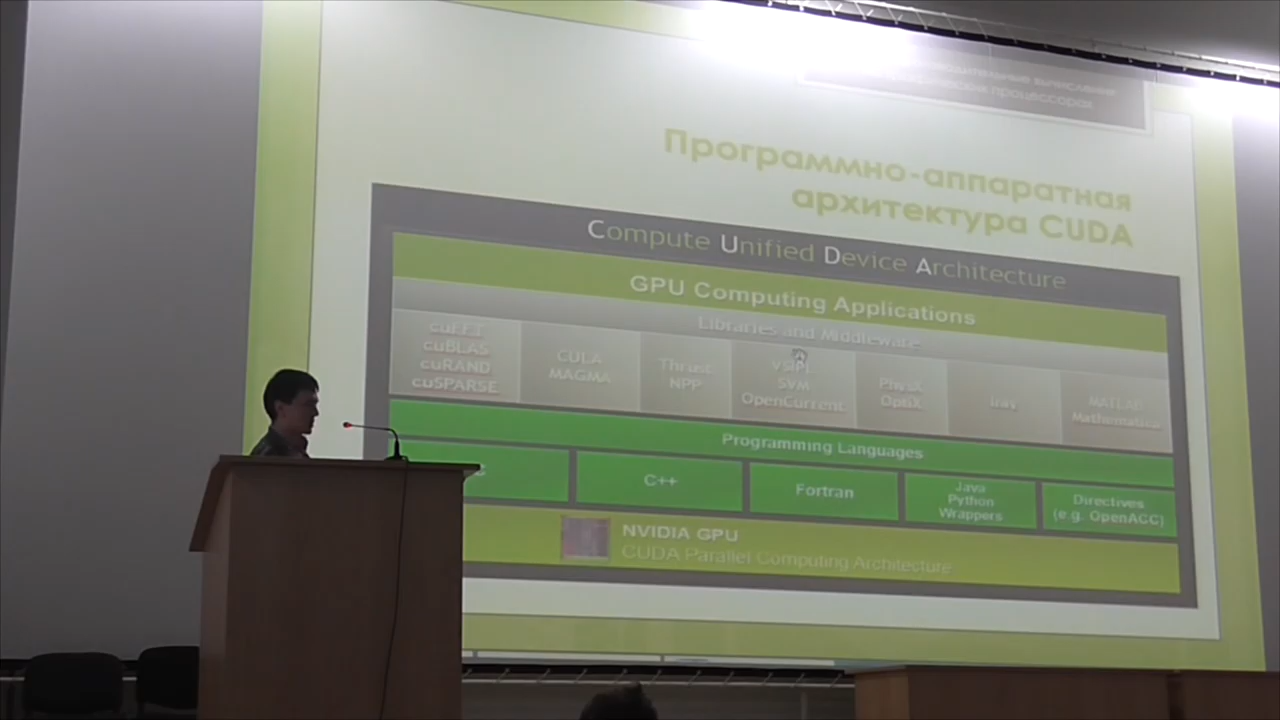 процессорах
Программно-аппаратная
архитектура CUDA
Compute Unified Device Architecture
GPU Computing Applications
Libraries and Middleware
cuFFT
cuBLAS
cuRAND
cuSPARSE
CULA
MAGMA
Thrust
NPP
VSIPL
SVM
OpenCurrent
PhysX
OptiX
iray
MATLAB
Mathematica
Programming Languages
C++
Fortran
Java
Python
Wrappers
Directives
(e.g. OpenACC)
NVIDIA GPU
CUDA Parallel Computing Architecture